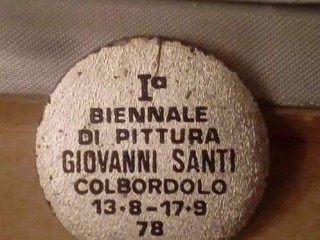 Iª
BIENNALE
DI PITTURA
GIOVANNI SANTI
COLBORDOLO
13·8-17·9
78